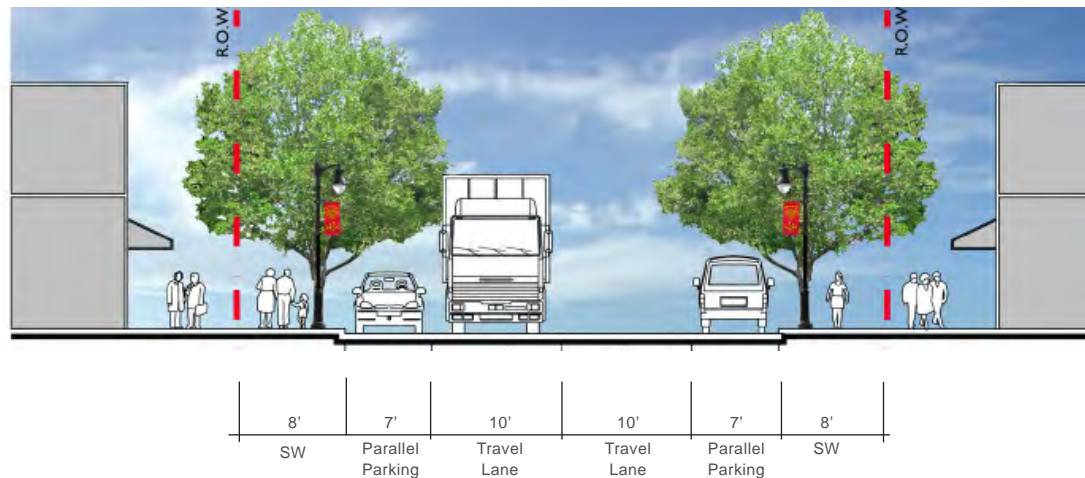 R.O.W
R.O.W
8' 7' 10' 10' 7' 8'
SW Parallel Travel Travel Parallel SW
Parking Lane Lane Parking